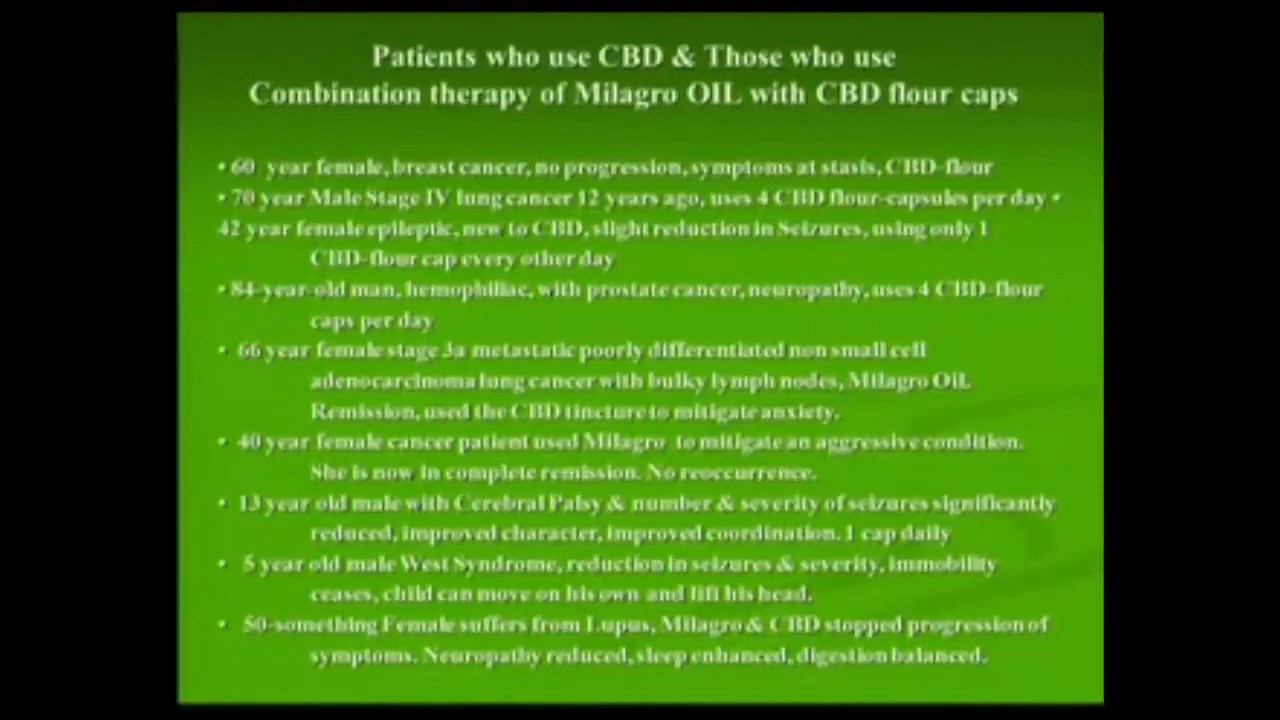 Patients who use CBD & Those who use
Combination therapy of Milagro OIL with CBD flour caps
• 60 year female, breast cancer, no progression, symptoms at stasis, CBD-flour
• 70 year Male Stage IV lung cancer 12 years ago, uses 4 CBD flour-capsules per day •
42 year female epileptic, new to CBD, slight reduction in Seizures, using only 1
CBD-flour cap every other day
• 84-year-old man, hemophiliac, with prostate cancer, neuropathy, uses 4 CBD-flour
caps per day
• 66 year female stage 3a metastatic poorly differentiated non small cell
adenocarcinoma lung cancer with bulky lymph nodes, Milagro Oil.
Remission, used the CBD tincture to mitigate anxiety.
• 40 year female cancer patient used Milagro to mitigate an aggressive condition.
She is now in complete remission. No reoccurrence.
• 13 year old male with Cerebral Palsy & number & severity of seizures significantly
reduced, improved character, improved coordination. 1 cap daily
• 5 year old male West Syndrome, reduction in seizures & severity, immobility
ceases, child can move on his own and lift his head.
• 50-something Female suffers from Lupus, Milagro & CBD stopped progression of
symptoms. Neuropathy reduced, sleep enhanced, digestion balanced.